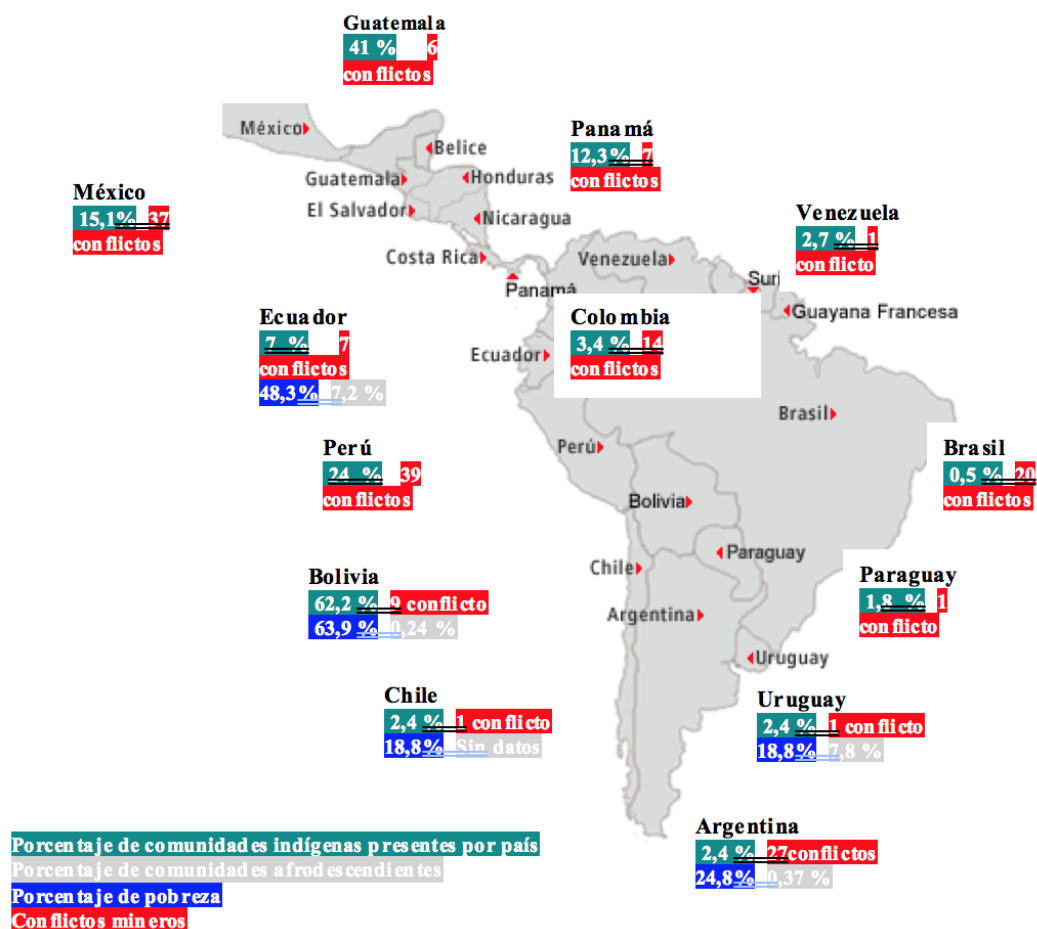 Guatemala
41 % 6
conflictos
México
Belice
Panamá
12,3% 7
conflictos
Guatemala
Honduras
México
15,1% 37
conflictos
El Salvador
Nicaragua
Venezuela
2,7 % 1
conflicto
Costa Rica
Venezuela
Suri
Panamá
Guayana Francesa
Ecuador
7 % 7
conflictos
48,3% 7,2 %
Colombia
3,4 % 14
conflictos
Ecuador
Brasil
Perú
24 % 39
conflictos
Perú
Brasil
0,5 % 20
conflictos
Bolivia
Paraguay
Chile
Bolivia
62,2 % 9 conflicto
63,9 % 0,24 %
Paraguay
1,8 % 1
conflicto
Argentina
Uruguay
Chile
2,4 % 1 conflicto
18,8% Sin datos
Uruguay
2,4 % 1 conflicto
18,8% 7,8 %
Argentina
2,4 % 27conflictos
24,8% 0,37 %
Porcentaje de comunidades indígenas presentes por país
Porcentaje de comunidades afrodescendientes
Porcentaje de pobreza
Conflictos mineros